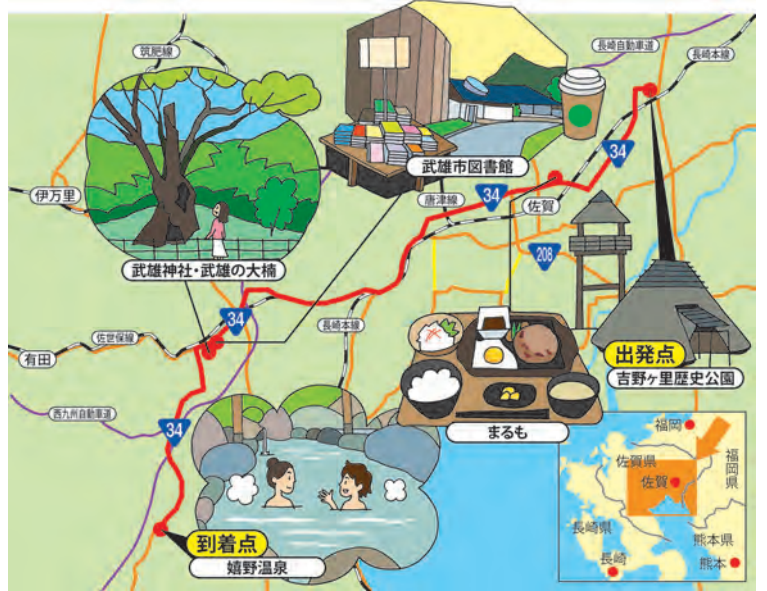 筑肥線
長崎自動車道
長崎本線
34
武雄市図書館
34
伊万里
唐津線
佐賀
武雄神社・武雄の大楠
208
34
佐世保線
長崎本線
有田
出発点
吉野ヶ里歴史公園
西九州自動車道
34
まるも
福岡
佐賀県
福岡県
佐賀
到着点
嬉野温泉
長崎県
熊本県
長崎
熊本